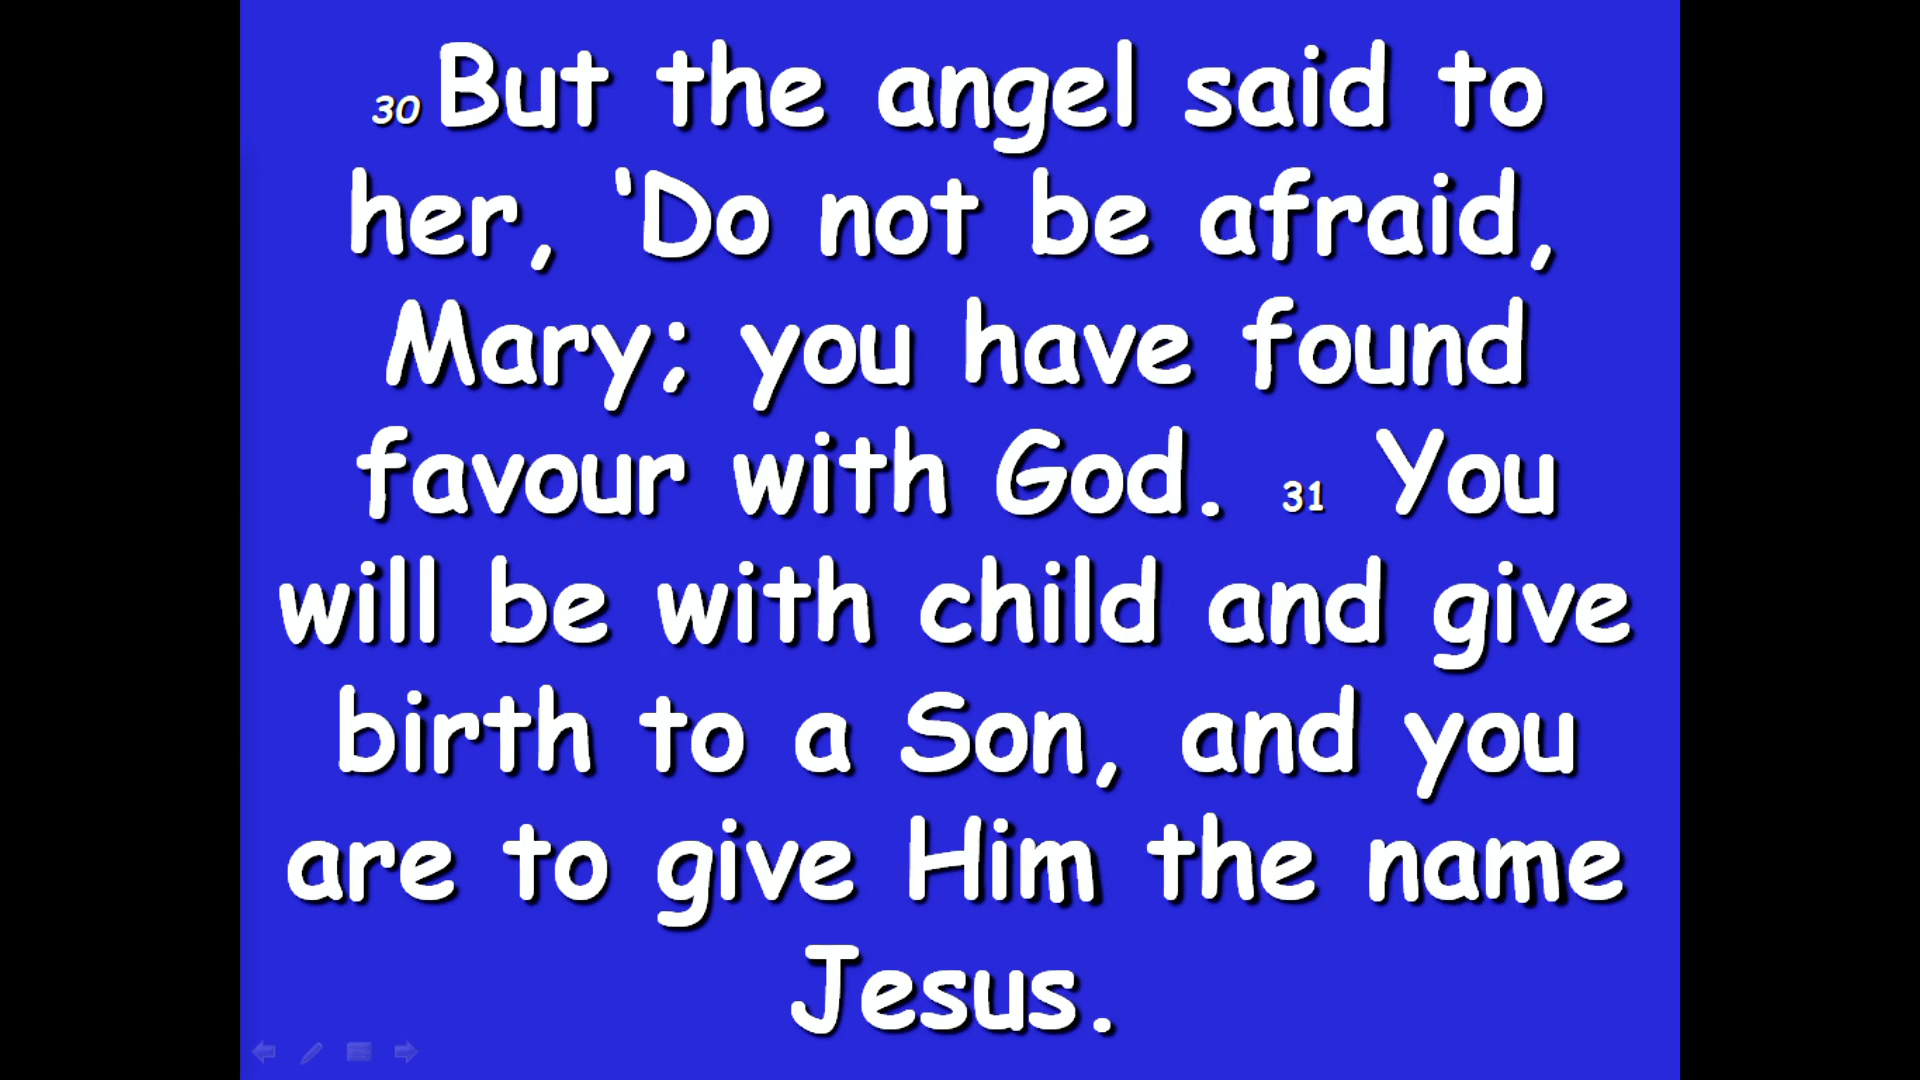 30 But the angel said to
her, ‘Do not be afraid,
Mary; you have found
favour with God. 31 You
will be with child and give
birth to a Son, and you
are to give Him the name
Jesus.